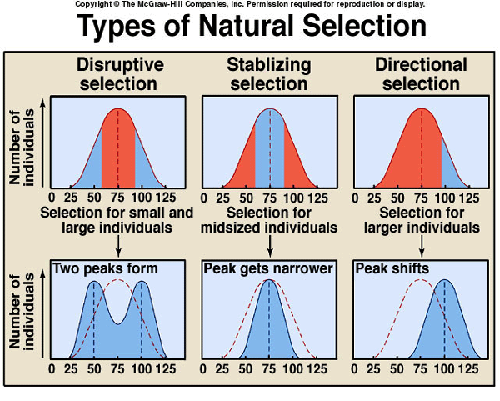 Copyright © The McGraw-Hill Companies, Inc. Permission required for reproduction or display.
Types of Natural Selection
Disruptive
selection
Stablizing
selection
Directional
selection
Number of
individuals
0 25 50 75 100 125
0 25 50 75 100 125
0 25 50 75 100 125
Selection for small and
large individuals
Selection for
midsized individuals
Selection for
larger individuals
Number of
individuals
Two peaks form
Peak gets narrower
Peak shifts
0 25 50 75 100 125
0 25 50 75 100 125
0 25 50 75 100 125